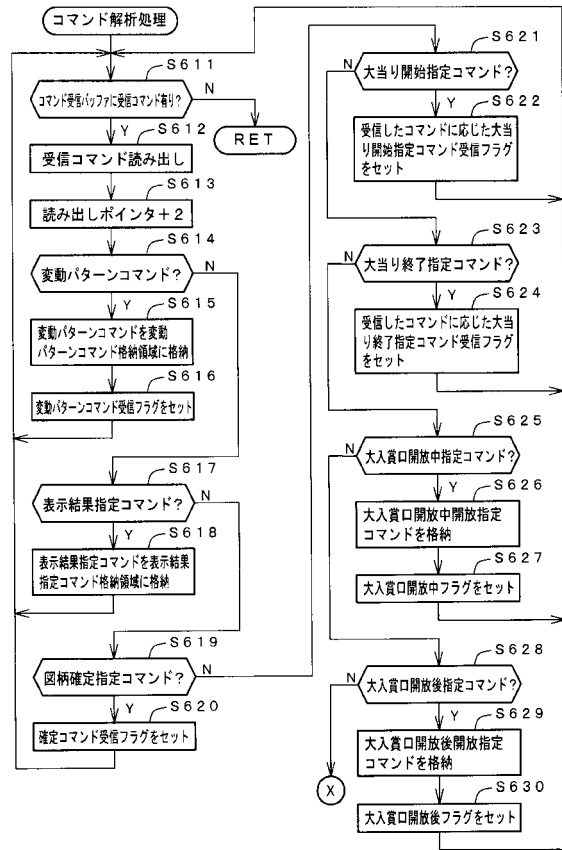 コマンド解析処理
S611
コマンド受信バッファに受信コマンド有り?
N
RET
Y
S612
受信コマンド読み出し
S613
読み出しポインタ+2
S614
変動パターンコマンド?
N
Y
S615
変動パターンコマンドを変動
パターンコマンド格納領域に格納
S616
変動パターンコマンド受信フラグをセット
S617
表示結果指定コマンド?
N
Y
S618
表示結果指定コマンドを表示結果
指定コマンド格納領域に格納
S619
図柄確定指定コマンド?
N
Y
S620
確定コマンド受信フラグをセット
S621
N
大当り開始指定コマンド?
Y
S622
受信したコマンドに応じた大当
り開始指定コマンド受信フラグ
をセット
S623
N
大当り終了指定コマンド?
Y
S624
受信したコマンドに応じた大当
り終了指定コマンド受信フラグ
をセット
S625
N
大入賞口開放中指定コマンド?
Y
S626
大入賞口開放中開放指定
コマンドを格納
S627
大入賞口開放中フラグをセット
S628
N
大入賞口開放後指定コマンド?
Y
S629
大入賞口開放後開放指定
コマンドを格納
X
S630
大入賞口開放後フラグをセット